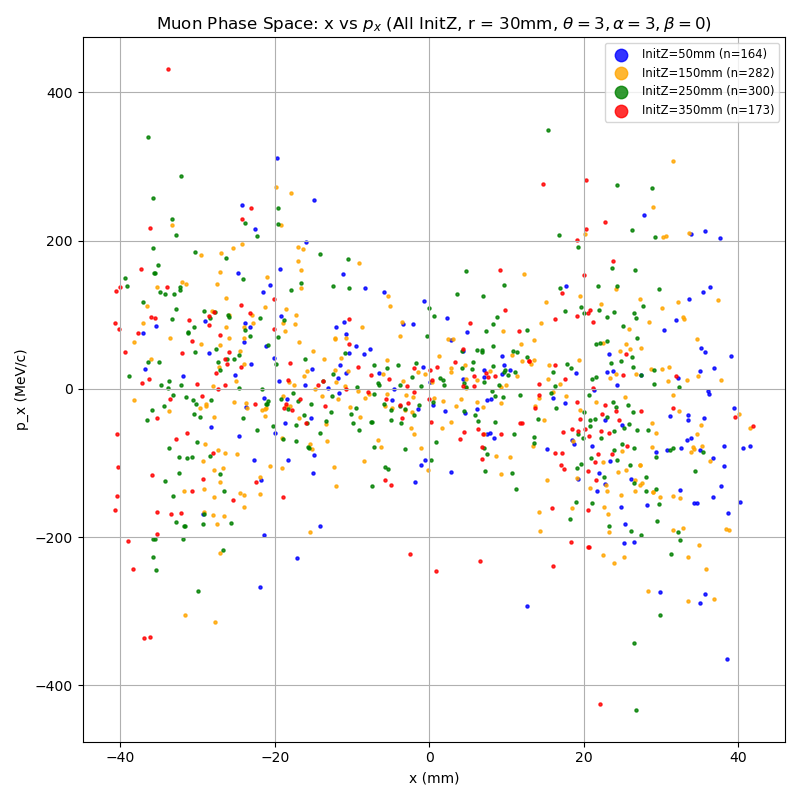 Muon Phase Space: x vs pₓ (All InitZ, r = 30mm, θ = 3, α = 3, β = 0)
InitZ=50mm (n=164)
InitZ=150mm (n=282)
InitZ=250mm (n=300)
InitZ=350mm (n=173)
400
200
0
−200
−400
p_x (MeV/c)
−40 −20 0 20 40
x (mm)